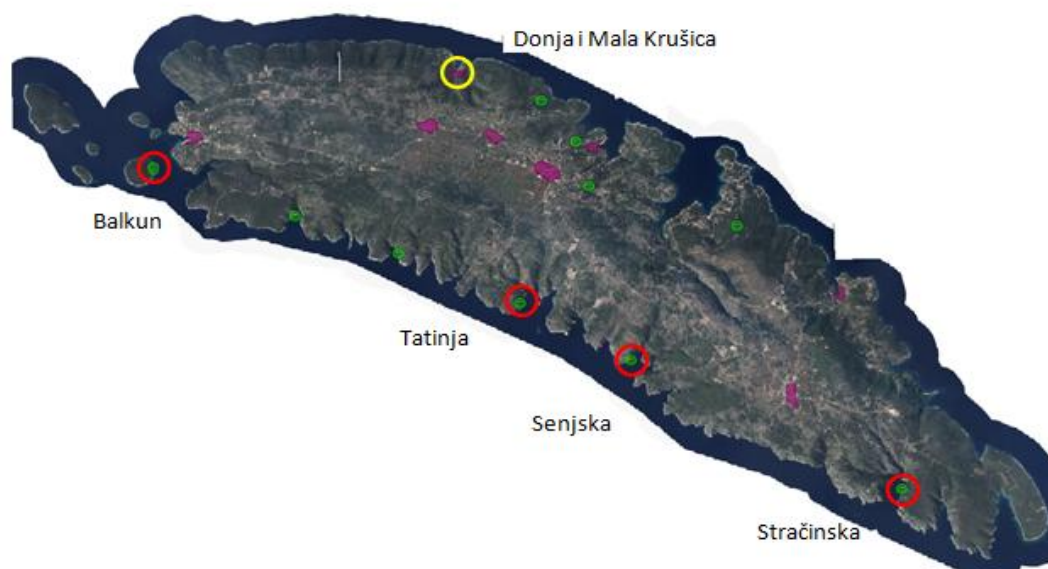 Donja i Mala Krušica
Balkun
Tatinja
Senjska
Stračinska